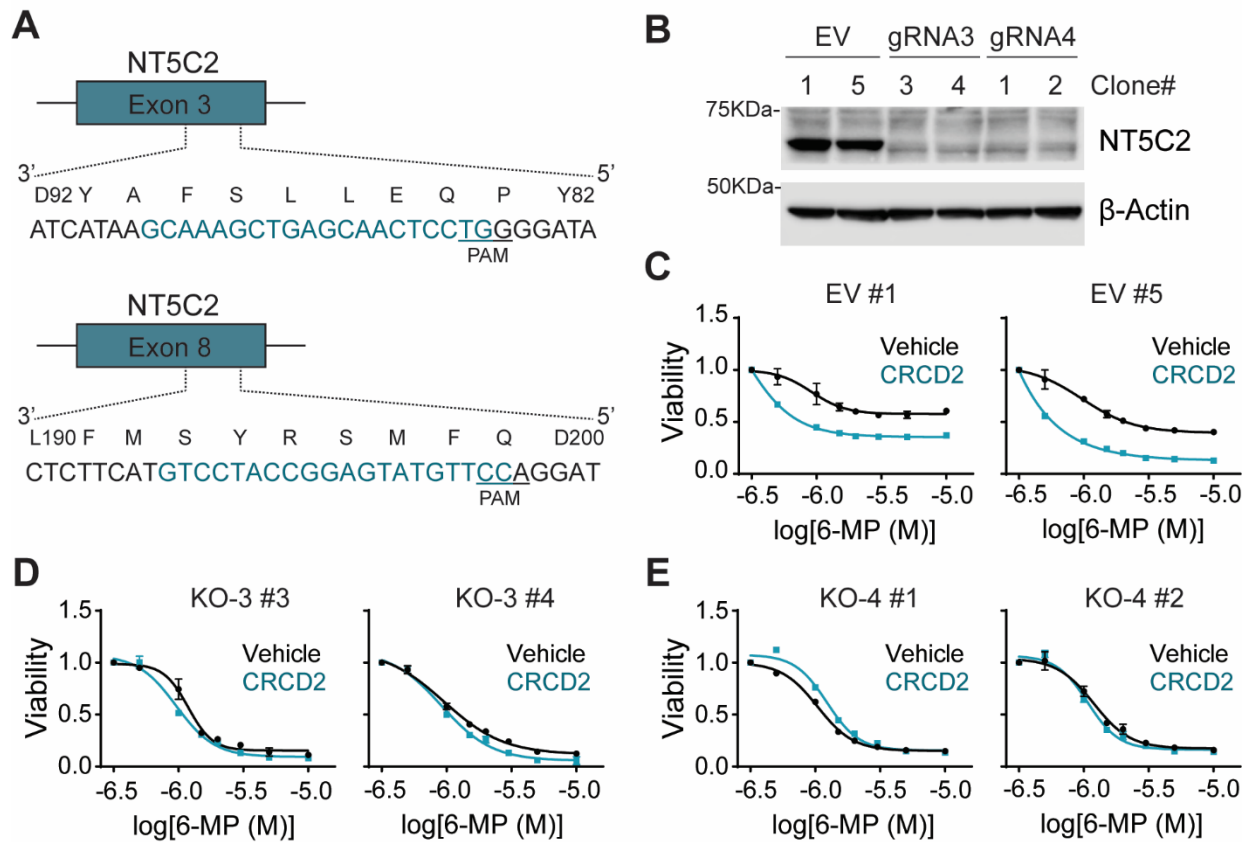 A
NT5C2
Exon 3
3’ 5’
D92 Y A F S L L E Q P Y82
ATCATAAGCAAAGCTGAGCAACTCCTGGGGATA
PAM
NT5C2
Exon 8
3’ 5’
L190 F M S Y R S M F Q D200
CTCTTCATGTCCTACCGGAGTATGTTCCAGGAT
PAM
B
EV gRNA3 gRNA4
1 5 3 4 1 2 Clone#
75KDa-
NT5C2
50KDa-
β-Actin
C
EV #1
Viability
1.5
1.0
0.5
0.0
Vehicle
CRCD2
-6.5 -6.0 -5.5 -5.0
log[6-MP (M)]
EV #5
Vehicle
CRCD2
-6.5 -6.0 -5.5 -5.0
log[6-MP (M)]
D
KO-3 #3
Viability
1.5
1.0
0.5
0.0
Vehicle
CRCD2
-6.5 -6.0 -5.5 -5.0
log[6-MP (M)]
KO-3 #4
Vehicle
CRCD2
-6.5 -6.0 -5.5 -5.0
log[6-MP (M)]
E
KO-4 #1
Viability
1.5
1.0
0.5
0.0
Vehicle
CRCD2
-6.5 -6.0 -5.5 -5.0
log[6-MP (M)]
KO-4 #2
Vehicle
CRCD2
-6.5 -6.0 -5.5 -5.0
log[6-MP (M)]